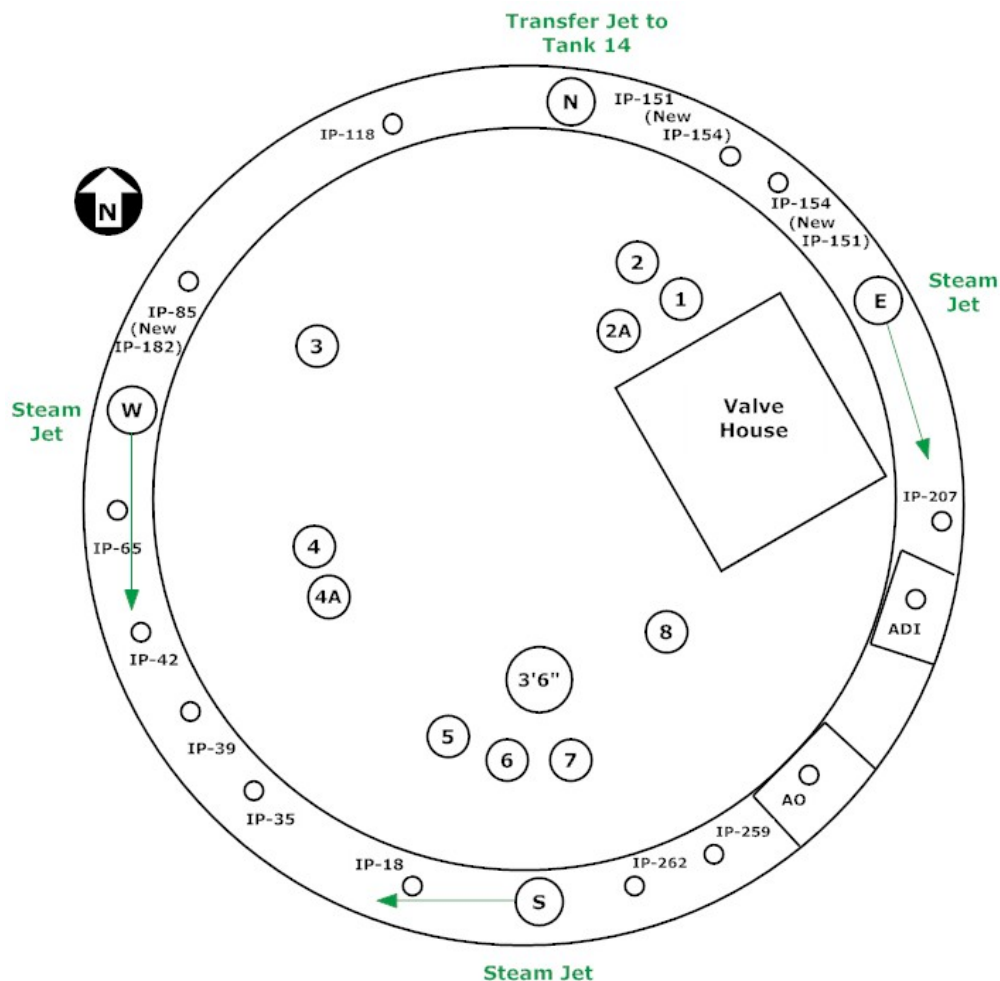 Transfer Jet to
Tank 14
N
IP-151
(New
IP-154)
IP-118
IP-154
(New
IP-151)
N
2
1
2A
E
Steam
Jet
IP-85
(New
IP-182)
3
W
Steam
Jet
Valve
House
IP-207
IP-65
4
4A
ADI
8
IP-42
3'6"
5
6
7
IP-39
AO
IP-35
IP-259
IP-18
IP-262
S
Steam Jet